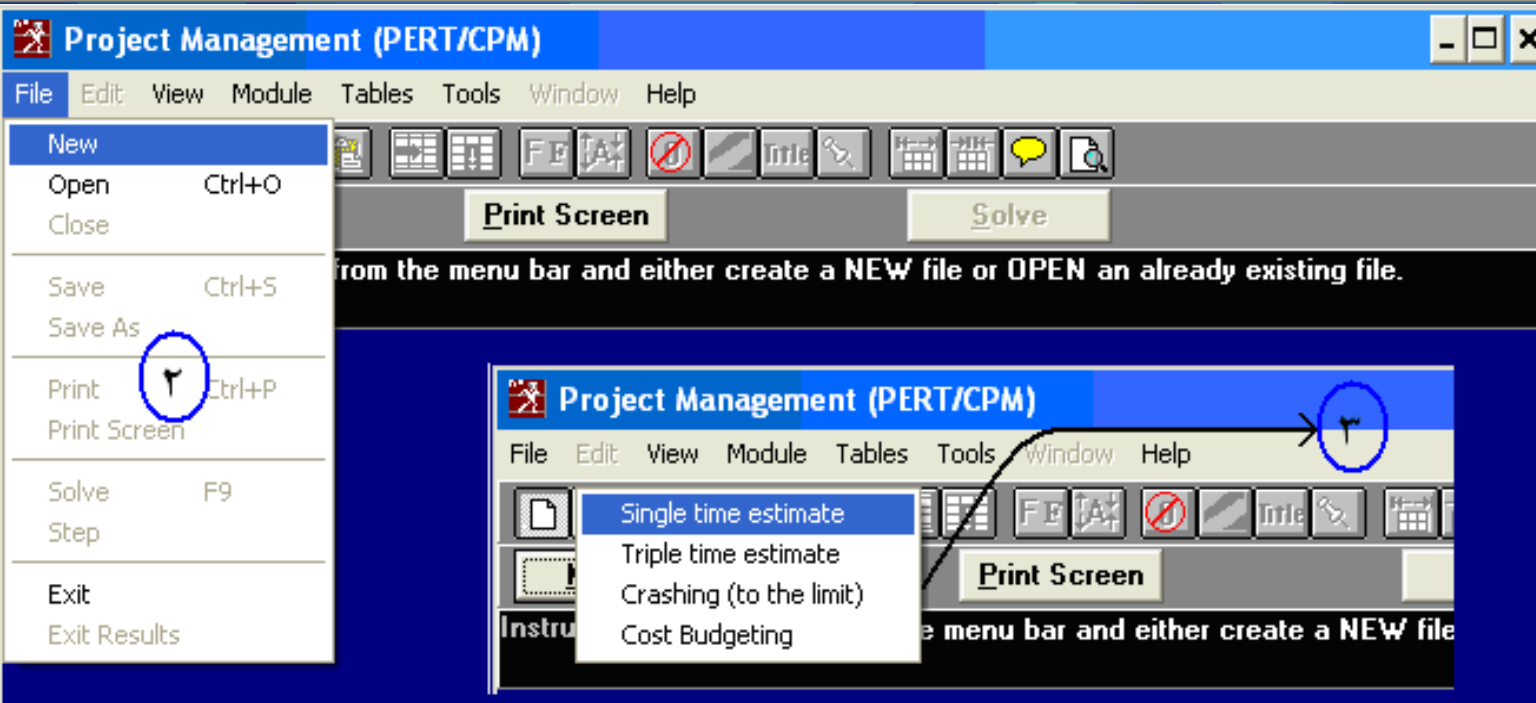 Project Management (PERT/CPM)
File Edit View Module Tables Tools Window Help
New
Open Ctrl+O
Close
Save Ctrl+S
Save As
Print Ctrl+P
Print Screen
Solve F9
Step
Exit
Exit Results
٢
FF Title
Print Screen Solve
from the menu bar and either create a NEW file or OPEN an already existing file.
Project Management (PERT/CPM)
٣
File Edit View Module Tables Tools Window Help
FF Title
Single time estimate
Triple time estimate
Crashing (to the limit)
Cost Budgeting
Print Screen
Instru
e menu bar and either create a NEW file